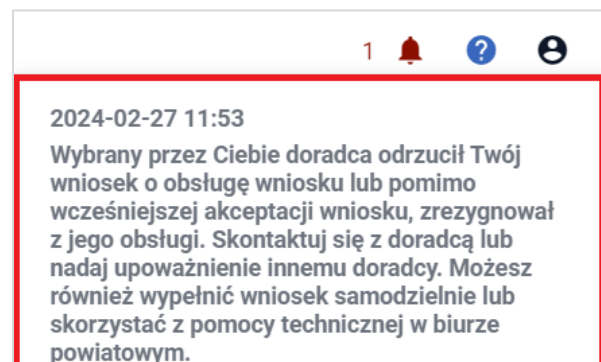 1
2024-02-27 11:53
Wybrany przez Ciebie doradca odrzucił Twój
wniosek o obsługę wniosku lub pomimo
wcześniejszej akceptacji wniosku, zrezygnował
z jego obsługi. Skontaktuj się z doradcą lub
nadaj upoważnienie innemu doradcy. Możesz
również wypełnić wniosek samodzielnie lub
skorzystać z pomocy technicznej w biurze
powiatowym.